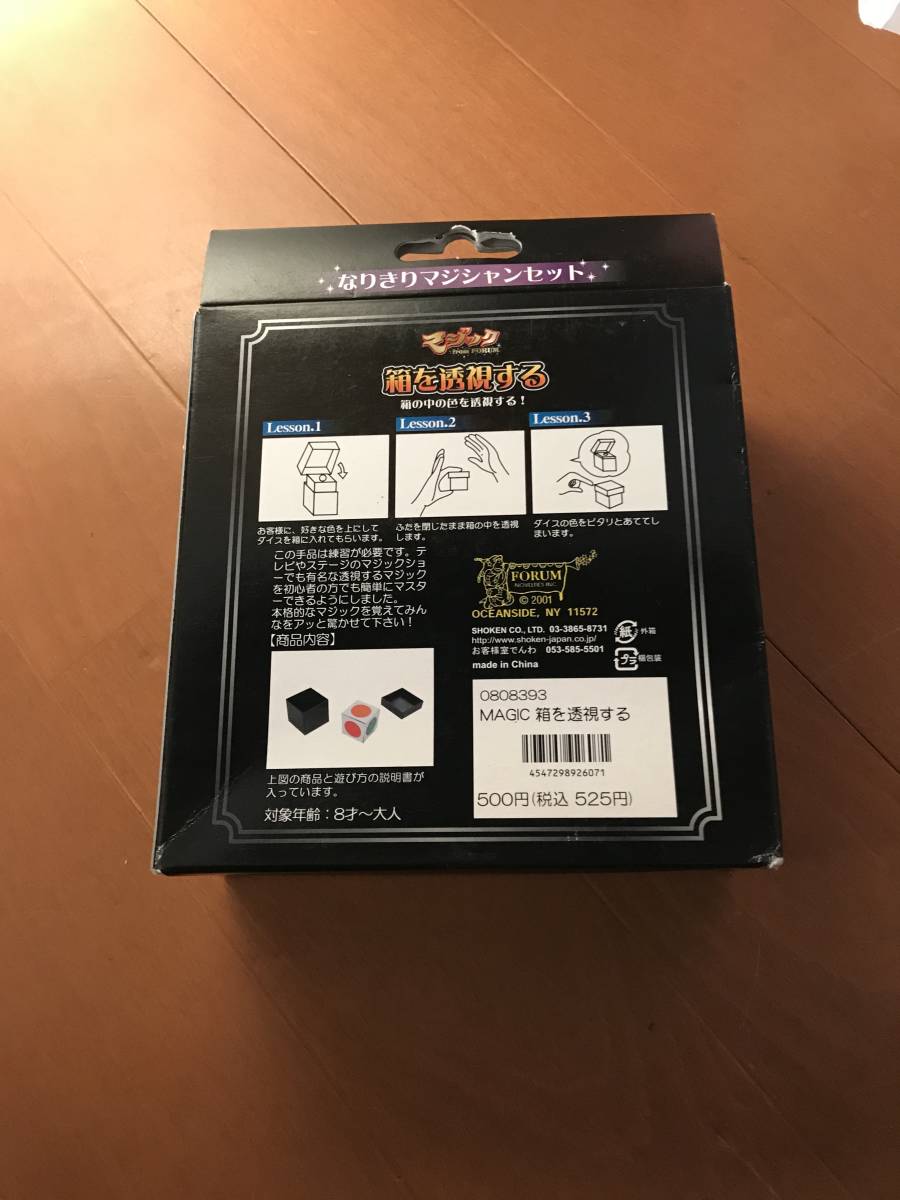 なりきりマジシャンセット
マジック
from FORUM
箱を透視する
箱の中の色を透視する！
Lesson.1
Lesson.2
Lesson.3
お客様に、好きな色を上にして
ダイスを箱に入れてもらいます。
ふたを閉じたまま箱の中を透視
します。
ダイスの色をピタリとあててし
まいます。
この手品は練習が必要です。テ
レビやステージのマジックショ
ーでも有名な透視するマジック
を初心者の方でも簡単にマスタ
ーできるようにしました。
本格的なマジックを覚えてみん
なをアッと驚かせて下さい！
【商品内容】
上図の商品と遊び方の説明書が
入っています。
対象年齢：8才～大人
FORUM
NOVELTIES INC.
© 2001
OCEANSIDE, NY 11572
SHOKEN CO., LTD. 03-3865-8731
http://www.shoken-japan.co.jp/
お客様室でんわ 053-585-5501
made in China
紙 外箱
プラ 梱包装
0808393
MAGIC 箱を透視する
4547298926071
500円(税込 525円)